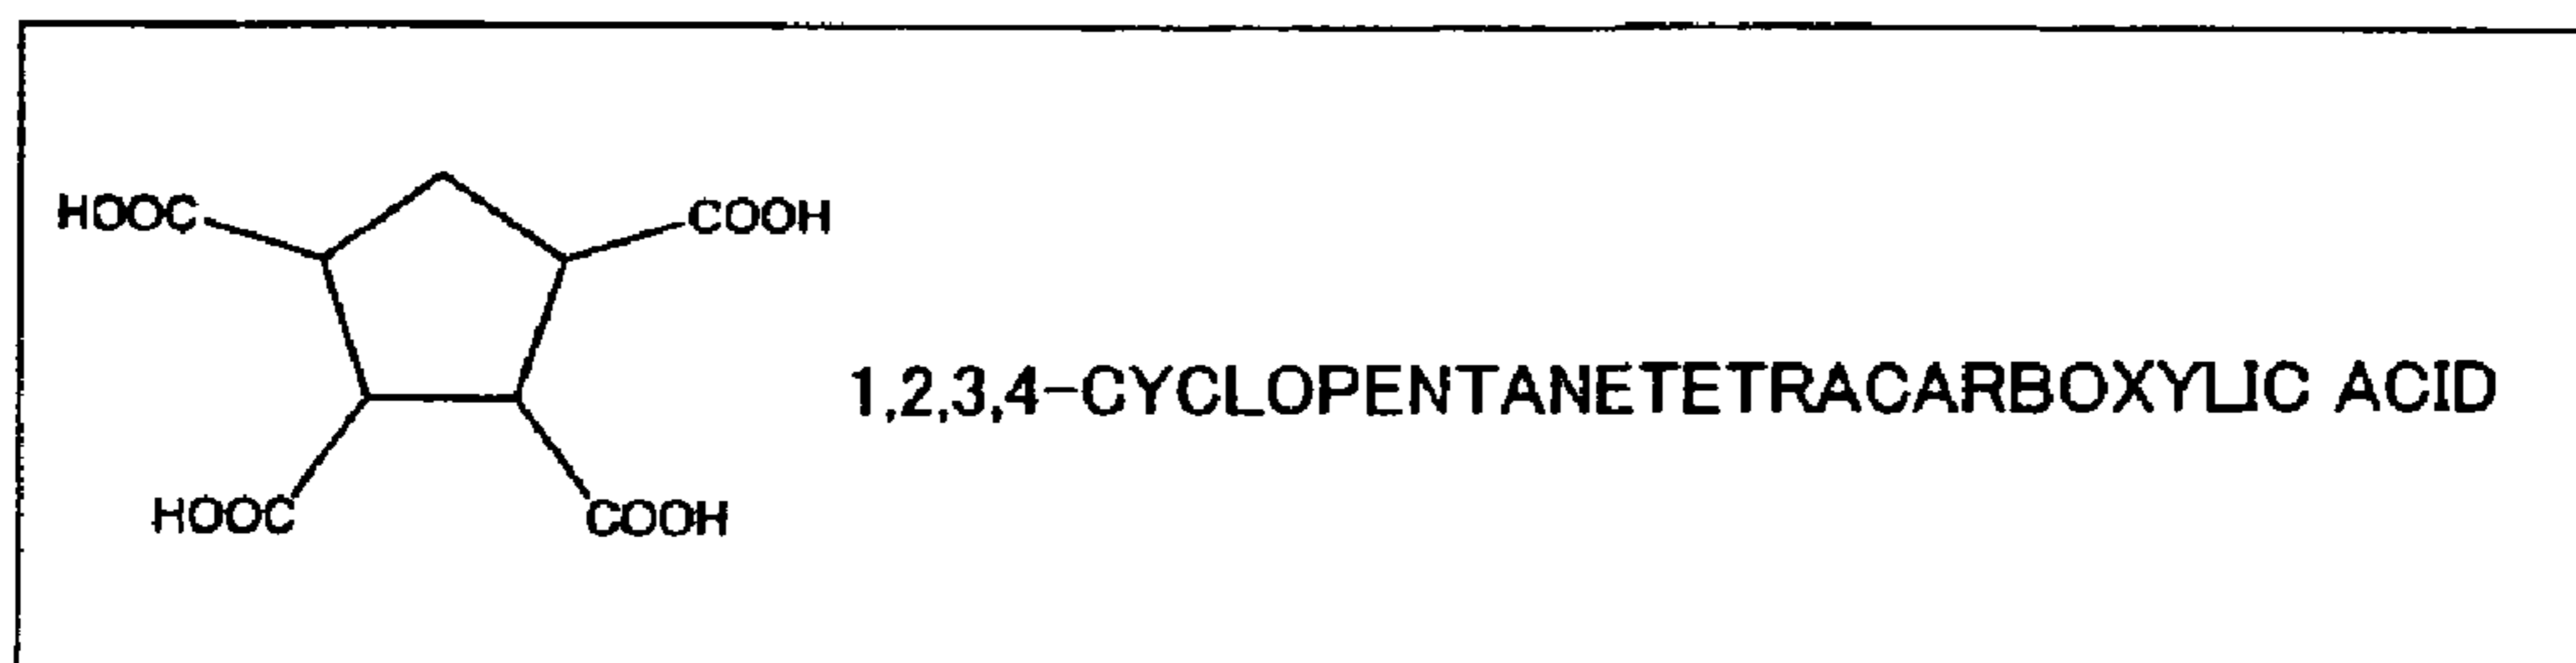 HOOC
COOH
1,2,3,4-CYCLOPENTANETETRACARBOXYLIC ACID
HOOC
COOH